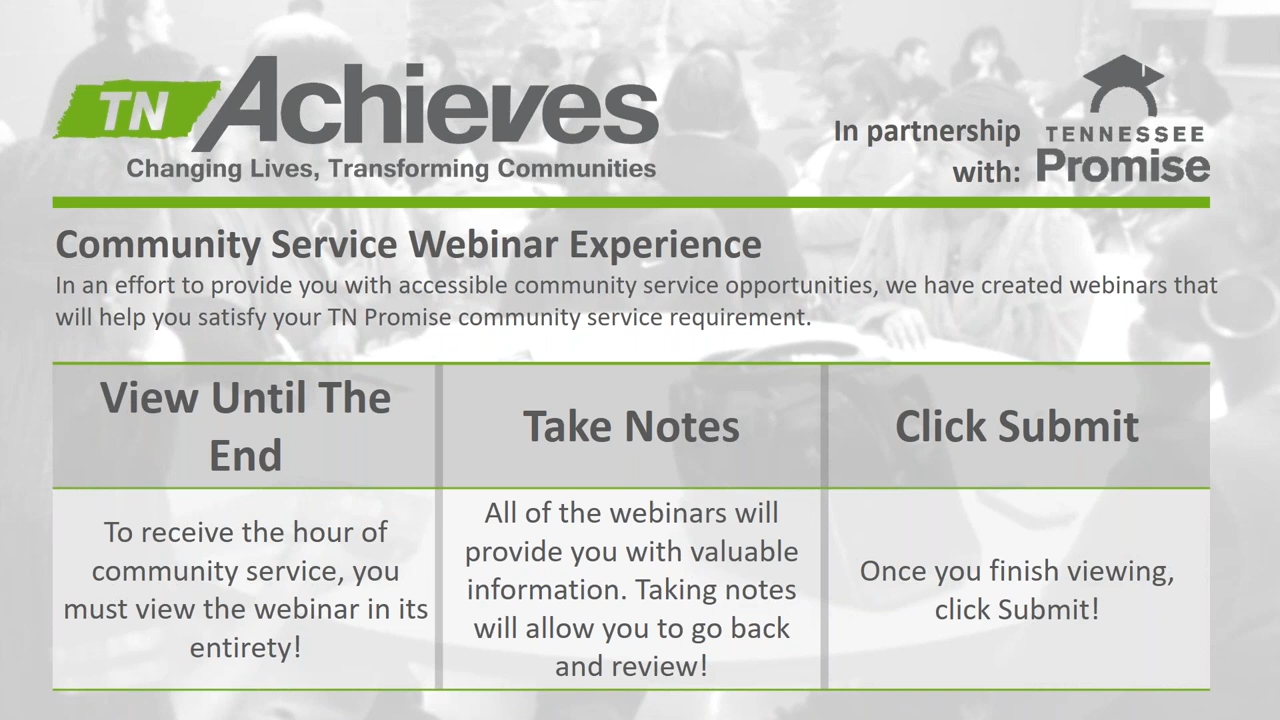 TN Achieves
Changing Lives, Transforming Communities
In partnership
with:
TENNESSEE
Promise
Community Service Webinar Experience
In an effort to provide you with accessible community service opportunities, we have created webinars that
will help you satisfy your TN Promise community service requirement.
View Until The
End
Take Notes
Click Submit
To receive the hour of
community service, you
must view the webinar in its
entirety!
All of the webinars will
provide you with valuable
information. Taking notes
will allow you to go back
and review!
Once you finish viewing,
click Submit!